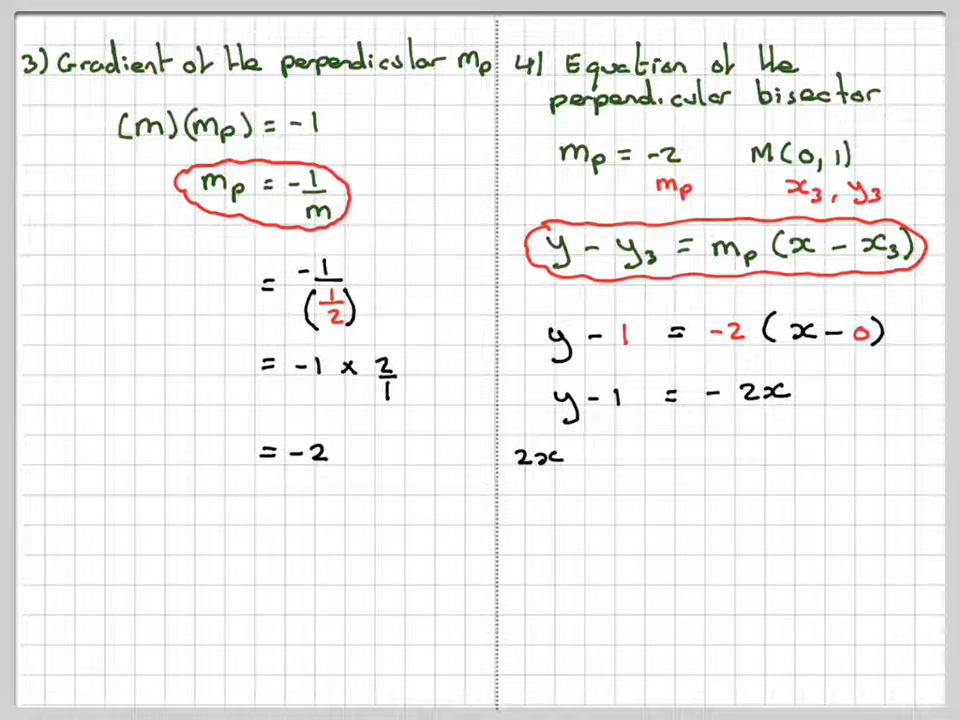 3) Gradient of the perpendicular mₚ
(m)(mₚ) = -1
mₚ = -1/m
= -1/(1/2)
= -1 × 2/1
= -2
4) Equation of the
perpendicular bisector
mₚ = -2 M(0, 1)
mₚ x₃, y₃
y - y₃ = mₚ (x - x₃)
y - 1 = -2 (x - 0)
y - 1 = - 2x
2x